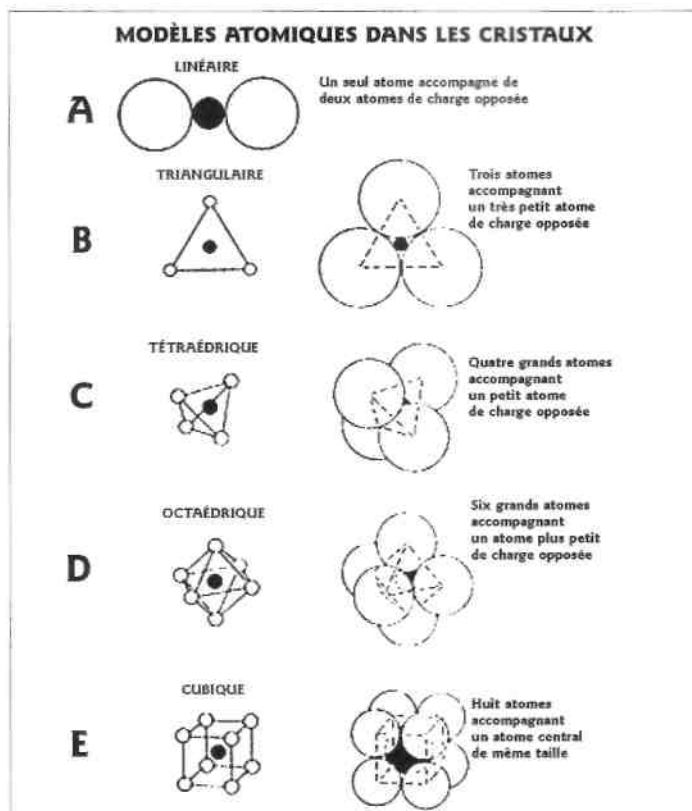 MODÈLES ATOMIQUES DANS LES CRISTAUX
LINÉAIRE
A
Un seul atome accompagné de
deux atomes de charge opposée
TRIANGULAIRE
B
Trois atomes
accompagnant
un très petit atome
de charge opposée
TÉTRAÉDRIQUE
C
Quatre grands atomes
accompagnant
un petit atome
de charge opposée
OCTAÉDRIQUE
D
Six grands atomes
accompagnant
un atome plus petit
de charge opposée
CUBIQUE
E
Huit atomes
accompagnant
un atome central
de même taille